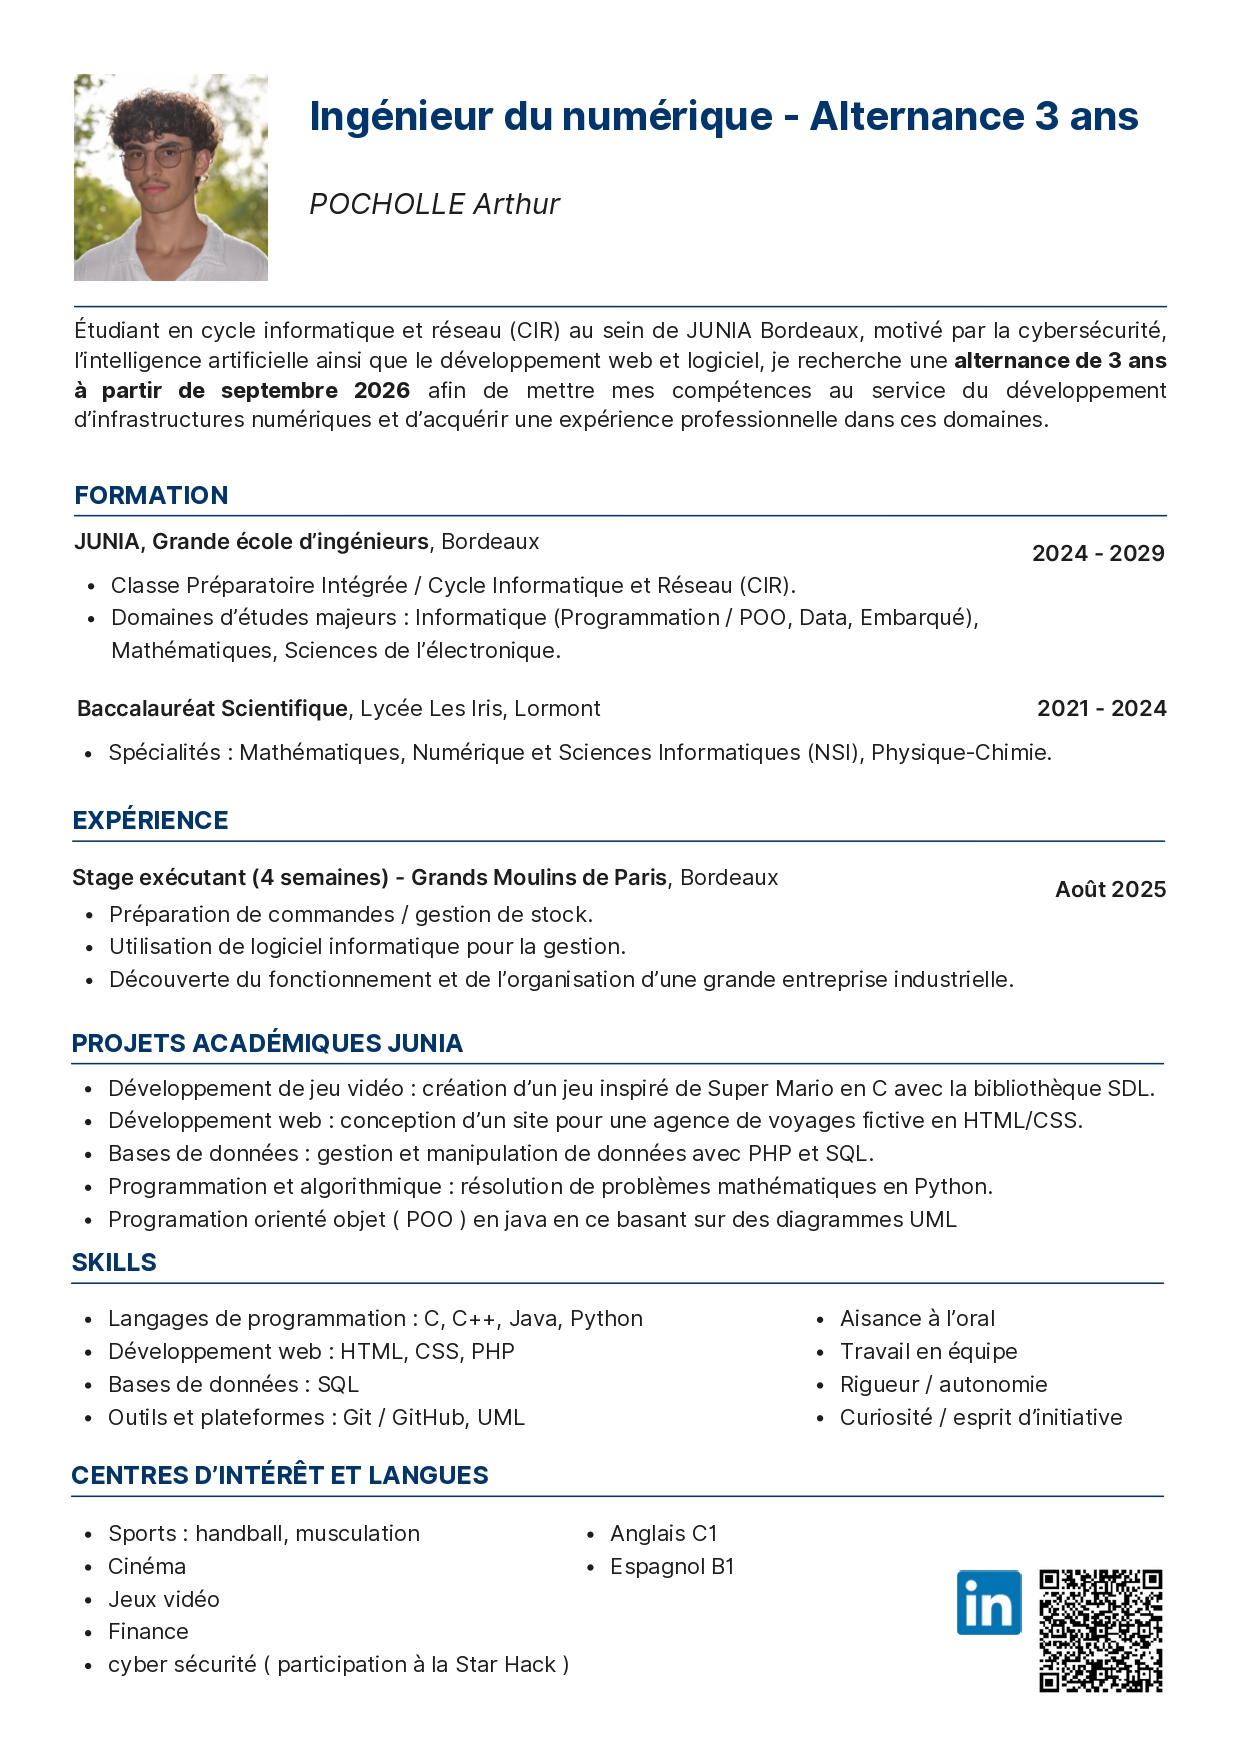 Ingénieur du numérique - Alternance 3 ans
POCHOLLE Arthur
Étudiant en cycle informatique et réseau (CIR) au sein de JUNIA Bordeaux, motivé par la cybersécurité,
l’intelligence artificielle ainsi que le développement web et logiciel, je recherche une alternance de 3 ans
à partir de septembre 2026 afin de mettre mes compétences au service du développement
d’infrastructures numériques et d’acquérir une expérience professionnelle dans ces domaines.
FORMATION
JUNIA, Grande école d’ingénieurs, Bordeaux
2024 - 2029
• Classe Préparatoire Intégrée / Cycle Informatique et Réseau (CIR).
• Domaines d’études majeurs : Informatique (Programmation / POO, Data, Embarqué),
Mathématiques, Sciences de l’électronique.
Baccalauréat Scientifique, Lycée Les Iris, Lormont
2021 - 2024
• Spécialités : Mathématiques, Numérique et Sciences Informatiques (NSI), Physique-Chimie.
EXPÉRIENCE
Stage exécutant (4 semaines) - Grands Moulins de Paris, Bordeaux
Août 2025
• Préparation de commandes / gestion de stock.
• Utilisation de logiciel informatique pour la gestion.
• Découverte du fonctionnement et de l’organisation d’une grande entreprise industrielle.
PROJETS ACADÉMIQUES JUNIA
• Développement de jeu vidéo : création d’un jeu inspiré de Super Mario en C avec la bibliothèque SDL.
• Développement web : conception d’un site pour une agence de voyages fictive en HTML/CSS.
• Bases de données : gestion et manipulation de données avec PHP et SQL.
• Programmation et algorithmique : résolution de problèmes mathématiques en Python.
• Programation orienté objet ( POO ) en java en ce basant sur des diagrammes UML
SKILLS
• Langages de programmation : C, C++, Java, Python
• Développement web : HTML, CSS, PHP
• Bases de données : SQL
• Outils et plateformes : Git / GitHub, UML
• Aisance à l’oral
• Travail en équipe
• Rigueur / autonomie
• Curiosité / esprit d’initiative
CENTRES D’INTÉRÊT ET LANGUES
• Sports : handball, musculation
• Cinéma
• Jeux vidéo
• Finance
• cyber sécurité ( participation à la Star Hack )
• Anglais C1
• Espagnol B1
in